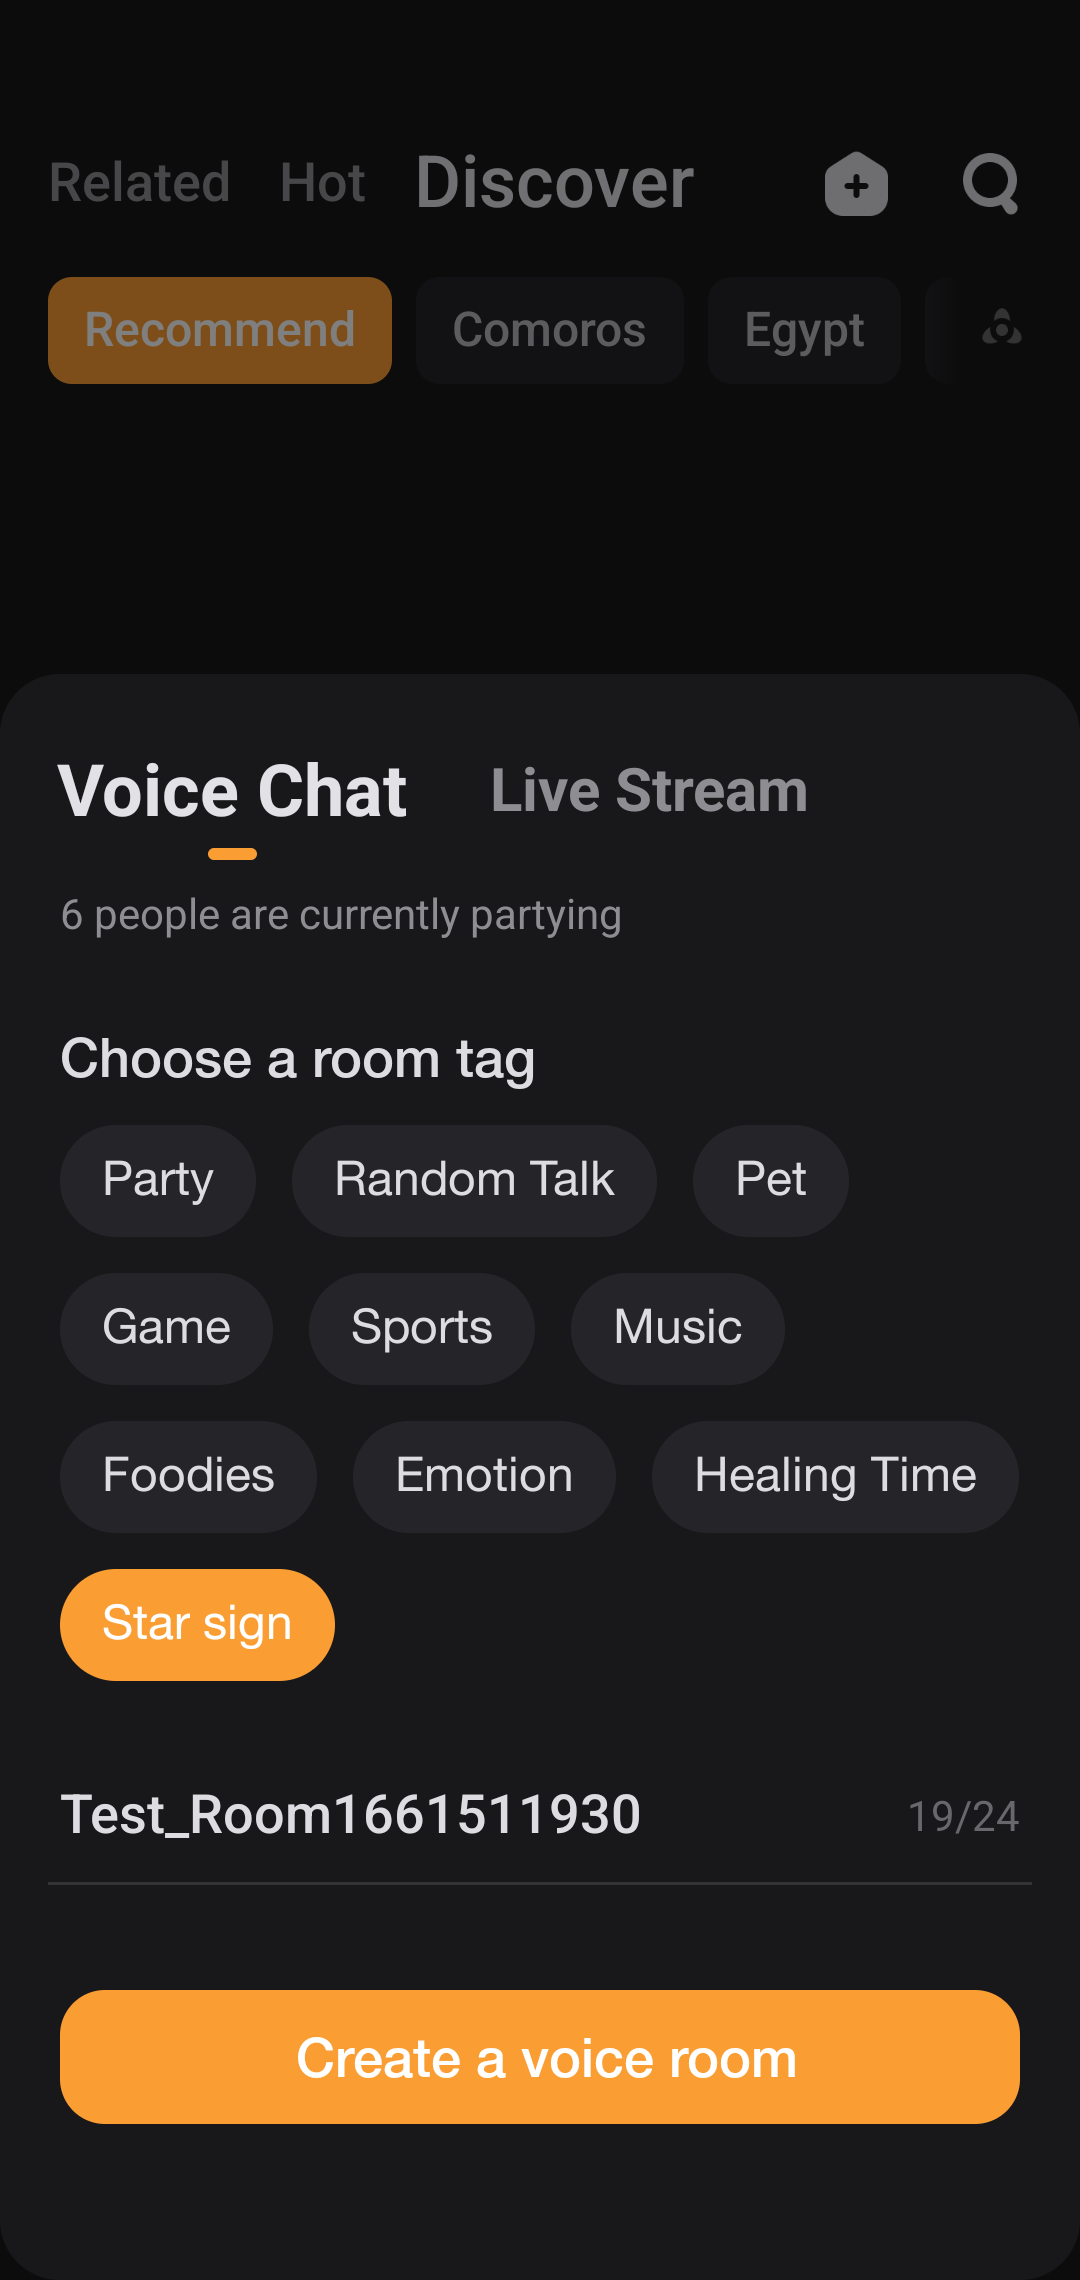 Related Hot Discover
Recommend Comoros Egypt
Voice Chat Live Stream
6 people are currently partying
Choose a room tag
Party Random Talk Pet
Game Sports Music
Foodies Emotion Healing Time
Star sign
Test_Room1661511930 19/24
Create a voice room